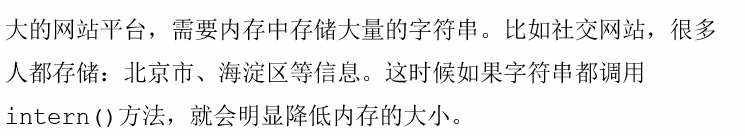 大的网站平台，需要内存中存储大量的字符串。比如社交网站，很多
人都存储：北京市、海淀区等信息。这时候如果字符串都调用
intern()方法，就会明显降低内存的大小。